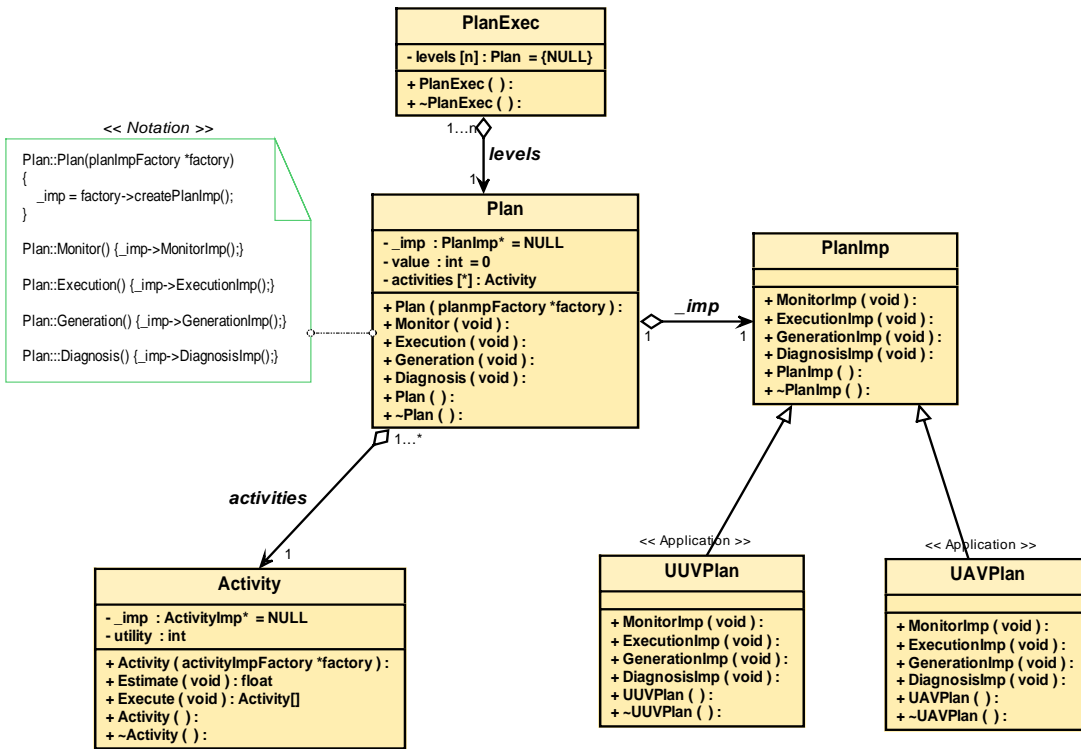 PlanExec
- levels [n] : Plan = {NULL}
+ PlanExec ( ) :
+ ~PlanExec ( ) :
1...n
levels
1
<< Notation >>
Plan::Plan(planImpFactory *factory)
{
_imp = factory->createPlanImp();
}
Plan::Monitor() {_imp->MonitorImp();}
Plan::Execution() {_imp->ExecutionImp();}
Plan::Generation() {_imp->GenerationImp();}
Plan:::Diagnosis() {_imp->DiagnosisImp();}
Plan
- _imp : PlanImp* = NULL
- value : int = 0
- activities [*] : Activity
+ Plan ( planmpFactory *factory ) :
+ Monitor ( void ) :
+ Execution ( void ) :
+ Generation ( void ) :
+ Diagnosis ( void ) :
+ Plan ( ) :
+ ~Plan ( ) :
_imp
1
1
PlanImp
+ MonitorImp ( void ) :
+ ExecutionImp ( void ) :
+ GenerationImp ( void ) :
+ DiagnosisImp ( void ) :
+ PlanImp ( ) :
+ ~PlanImp ( ) :
1...*
activities
1
Activity
- _imp : ActivityImp* = NULL
- utility : int
+ Activity ( activityImpFactory *factory ) :
+ Estimate ( void ) : float
+ Execute ( void ) : Activity[]
+ Activity ( ) :
+ ~Activity ( ) :
<< Application >>
UUVPlan
+ MonitorImp ( void ) :
+ ExecutionImp ( void ) :
+ GenerationImp ( void ) :
+ DiagnosisImp ( void ) :
+ UUVPlan ( ) :
+ ~UUVPlan ( ) :
<< Application >>
UAVPlan
+ MonitorImp ( void ) :
+ ExecutionImp ( void ) :
+ GenerationImp ( void ) :
+ DiagnosisImp ( void ) :
+ UAVPlan ( ) :
+ ~UAVPlan ( ) :